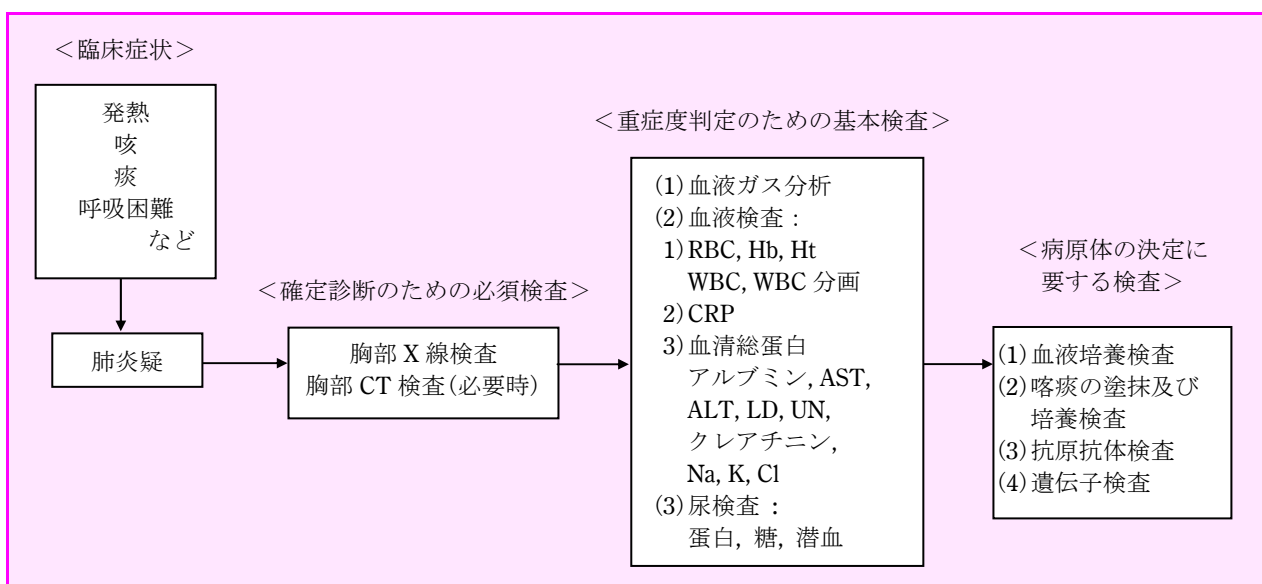 ＜臨床症状＞
発熱
咳
痰
呼吸困難
など
肺炎疑
＜確定診断のための必須検査＞
胸部 X 線検査
胸部 CT 検査(必要時)
＜重症度判定のための基本検査＞
(1)血液ガス分析
(2)血液検査：
1)RBC, Hb, Ht
WBC, WBC 分画
2)CRP
3)血清総蛋白
アルブミン, AST,
ALT, LD, UN,
クレアチニン,
Na, K, Cl
(3)尿検査：
蛋白, 糖, 潜血
＜病原体の決定に
要する検査＞
(1)血液培養検査
(2)喀痰の塗抹及び
培養検査
(3)抗原抗体検査
(4)遺伝子検査